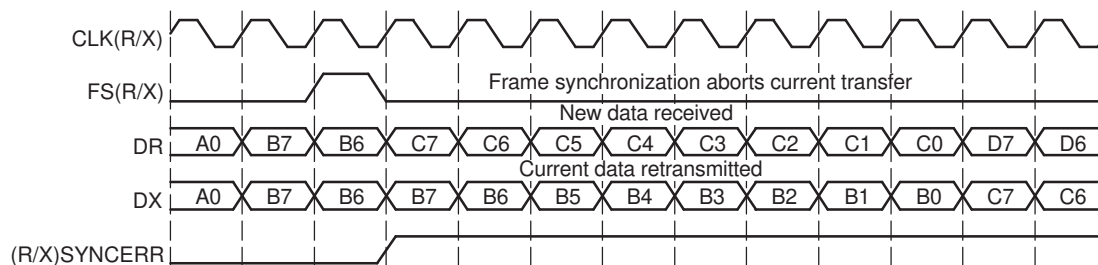 CLK(R/X)
FS(R/X)
Frame synchronization aborts current transfer
New data received
DR A0 B7 B6 C7 C6 C5 C4 C3 C2 C1 C0 D7 D6
Current data retransmitted
DX A0 B7 B6 B7 B6 B5 B4 B3 B2 B1 B0 C7 C6
(R/X)SYNCERR